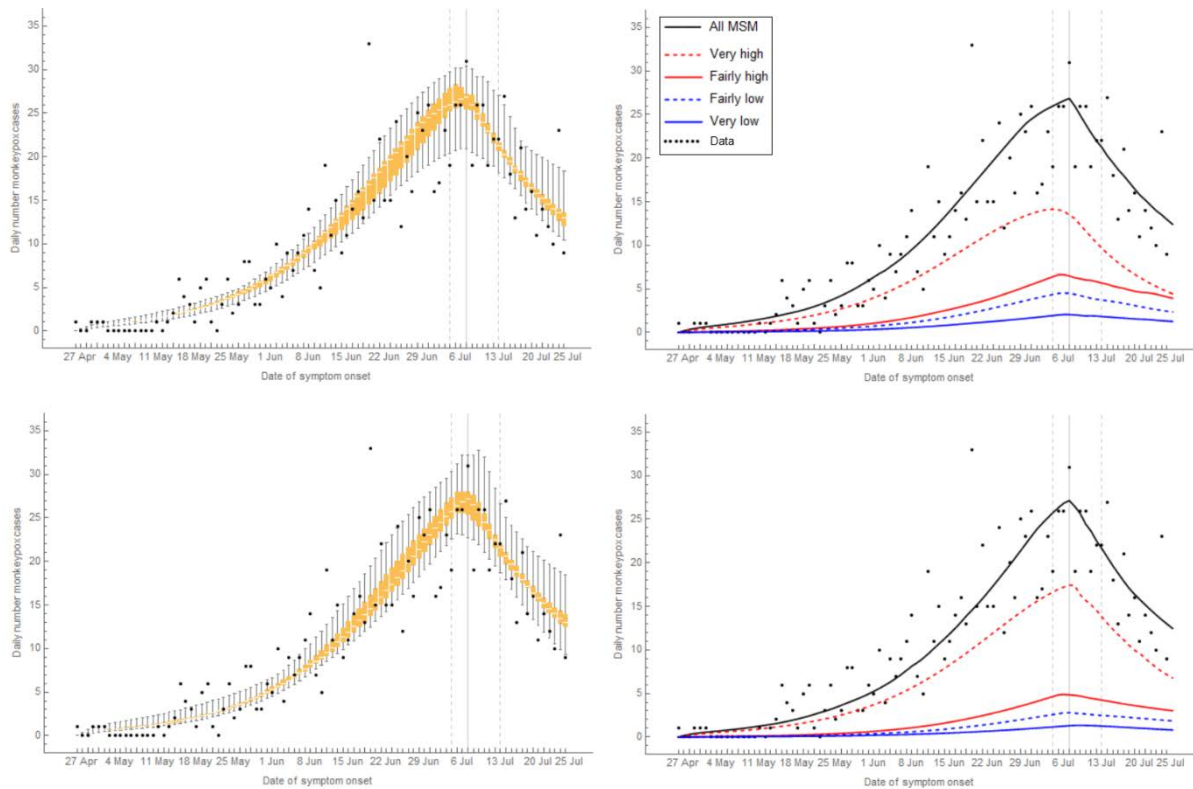 35
30
25
20
15
10
5
0
Daily number monkeypox cases
27 Apr 4 May 11 May 18 May 25 May 1 Jun 8 Jun 15 Jun 22 Jun 29 Jun 6 Jul 13 Jul 20 Jul 25 Jul
Date of symptom onset
35
30
25
20
15
10
5
0
Daily number monkeypox cases
All MSM
Very high
Fairly high
Fairly low
Very low
Data
27 Apr 4 May 11 May 18 May 25 May 1 Jun 8 Jun 15 Jun 22 Jun 29 Jun 6 Jul 13 Jul 20 Jul 25 Jul
Date of symptom onset
35
30
25
20
15
10
5
0
Daily number monkeypox cases
27 Apr 4 May 11 May 18 May 25 May 1 Jun 8 Jun 15 Jun 22 Jun 29 Jun 6 Jul 13 Jul 20 Jul 25 Jul
Date of symptom onset
35
30
25
20
15
10
5
0
Daily number monkeypox cases
27 Apr 4 May 11 May 18 May 25 May 1 Jun 8 Jun 15 Jun 22 Jun 29 Jun 6 Jul 13 Jul 20 Jul 25 Jul
Date of symptom onset